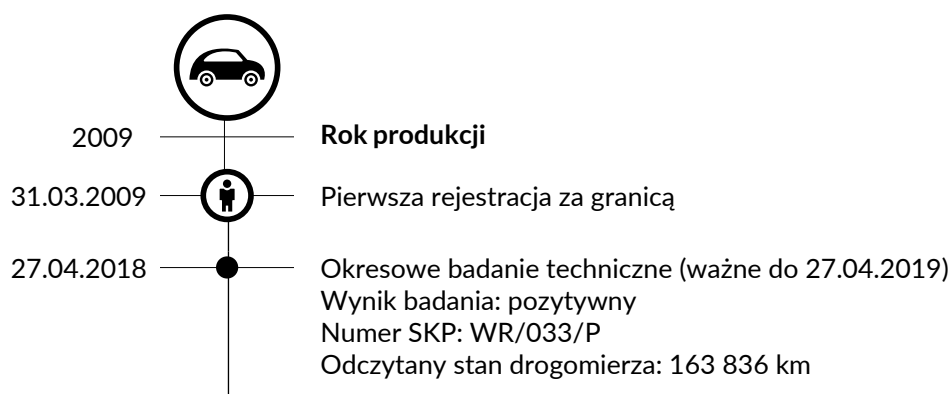 2009 Rok produkcji
31.03.2009 Pierwsza rejestracja za granicą
27.04.2018 Okresowe badanie techniczne (ważne do 27.04.2019)
Wynik badania: pozytywny
Numer SKP: WR/033/P
Odczytany stan drogomierza: 163 836 km